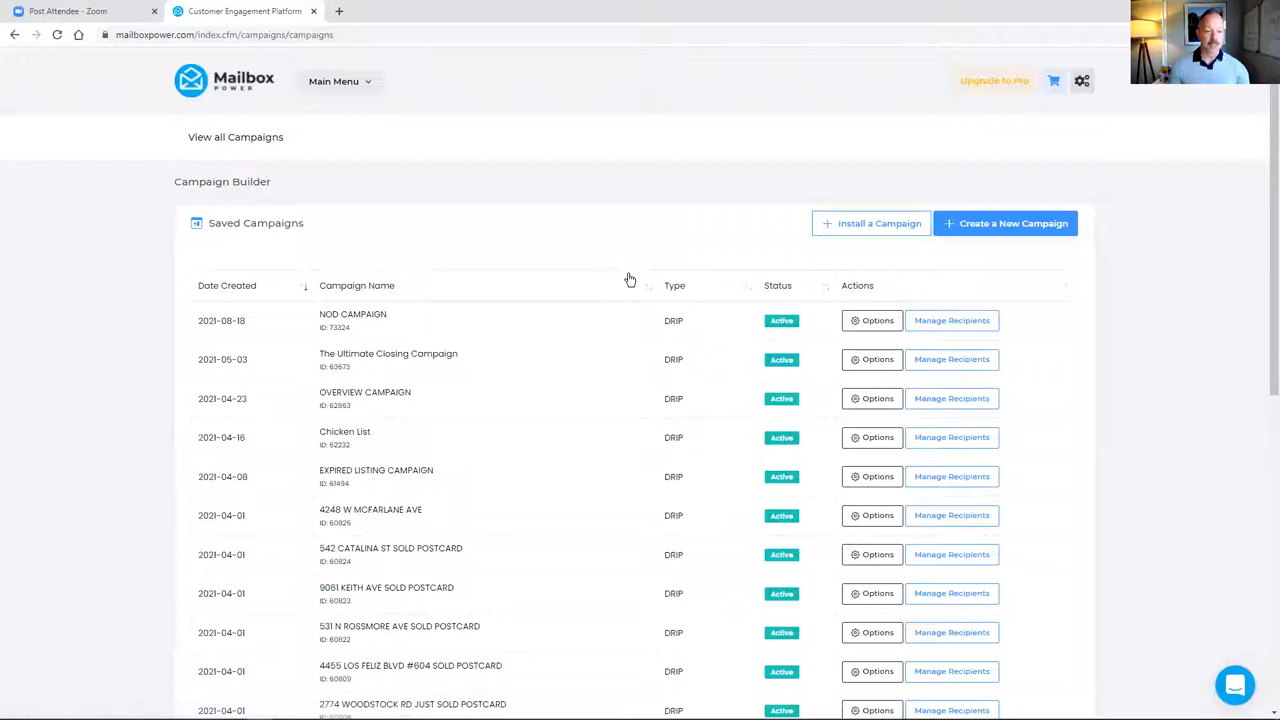 Post Attendee - Zoom
Customer Engagement Platform
mailboxpower.com/index.cfm/campaigns/campaigns
Mailbox
POWER
Main Menu
Upgrade to Pro
View all Campaigns
Campaign Builder
Saved Campaigns
Install a Campaign
Create a New Campaign
Date Created Campaign Name Type Status Actions
2021-08-18 NOD CAMPAIGN DRIP Active Options Manage Recipients
ID: 73324
2021-05-03 The Ultimate Closing Campaign DRIP Active Options Manage Recipients
ID: 63673
2021-04-23 OVERVIEW CAMPAIGN DRIP Active Options Manage Recipients
ID: 62863
2021-04-16 Chicken List DRIP Active Options Manage Recipients
ID: 62232
2021-04-08 EXPIRED LISTING CAMPAIGN DRIP Active Options Manage Recipients
ID: 61494
2021-04-01 4248 W MCFARLANE AVE DRIP Active Options Manage Recipients
ID: 60826
2021-04-01 542 CATALINA ST SOLD POSTCARD DRIP Active Options Manage Recipients
ID: 60824
2021-04-01 9061 KEITH AVE SOLD POSTCARD DRIP Active Options Manage Recipients
ID: 60823
2021-04-01 531 N ROSSMORE AVE SOLD POSTCARD DRIP Active Options Manage Recipients
ID: 60822
2021-04-01 4455 LOS FELIZ BLVD #604 SOLD POSTCARD DRIP Active Options Manage Recipients
ID: 60809
2021-04-01 2774 WOODSTOCK RD JUST SOLD POSTCARD DRIP Active Options Manage Recipients